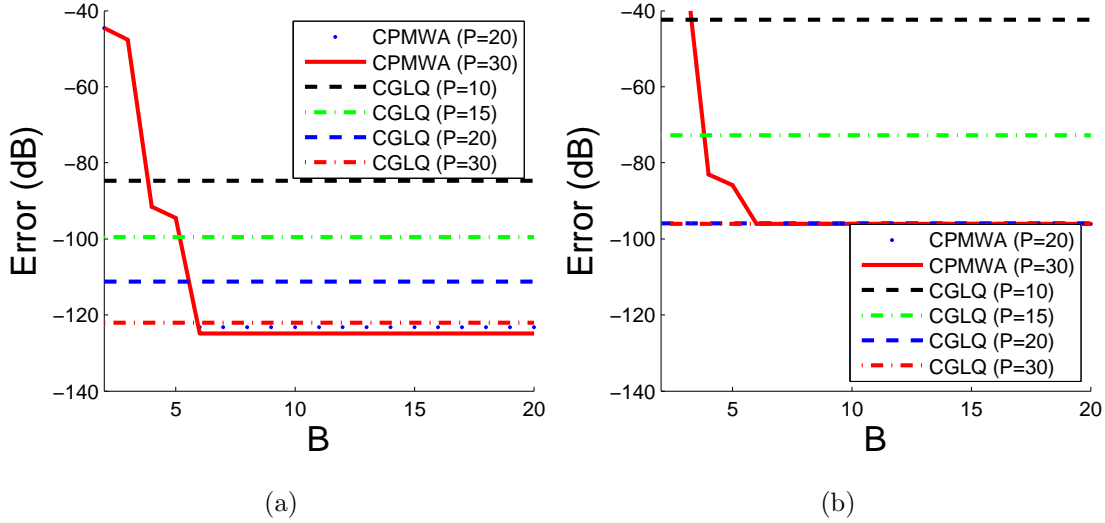 −40
−60
−80
−100
−120
−140
5
10
15
20
B
Error (dB)
CPMWA (P=20)
CPMWA (P=30)
CGLQ (P=10)
CGLQ (P=15)
CGLQ (P=20)
CGLQ (P=30)
(a)
−40
−60
−80
−100
−120
−140
5
10
15
20
B
Error (dB)
CPMWA (P=20)
CPMWA (P=30)
CGLQ (P=10)
CGLQ (P=15)
CGLQ (P=20)
CGLQ (P=30)
(b)